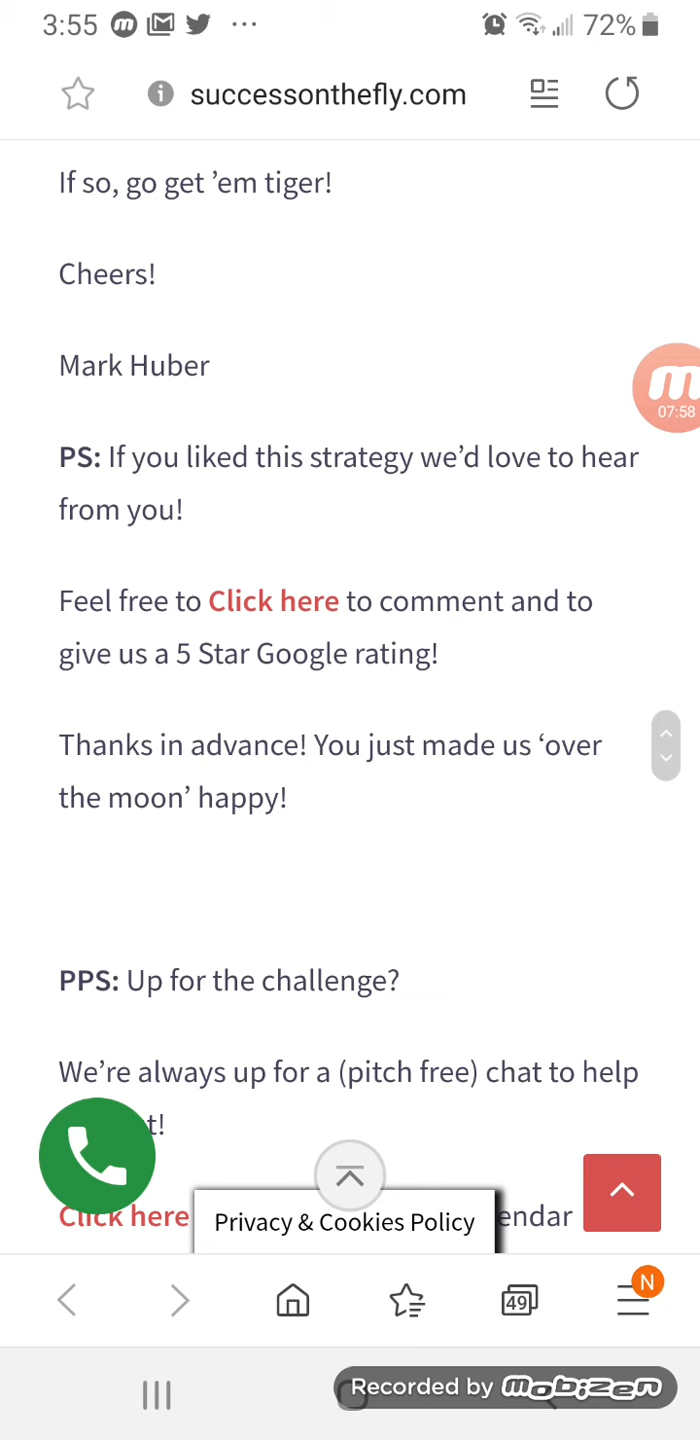 3:55 72%
successonthefly.com
If so, go get ’em tiger!
Cheers!
Mark Huber
07:58
PS: If you liked this strategy we’d love to hear
from you!
Feel free to Click here to comment and to
give us a 5 Star Google rating!
Thanks in advance! You just made us ‘over
the moon’ happy!
PPS: Up for the challenge?
We’re always up for a (pitch free) chat to help
t!
Click here endar
Privacy & Cookies Policy
49
N
Recorded by mobizen